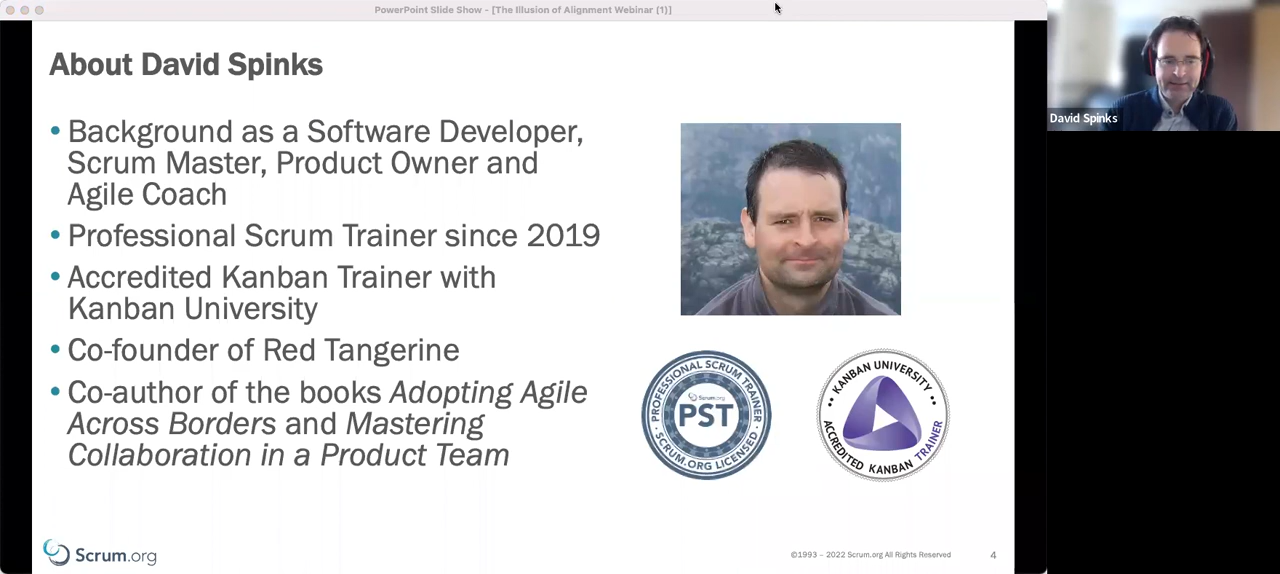 PowerPoint Slide Show - [The Illusion of Alignment Webinar (1)]
About David Spinks
• Background as a Software Developer,
Scrum Master, Product Owner and
Agile Coach
• Professional Scrum Trainer since 2019
• Accredited Kanban Trainer with
Kanban University
• Co-founder of Red Tangerine
• Co-author of the books Adopting Agile
Across Borders and Mastering
Collaboration in a Product Team
PROFESSIONAL SCRUM TRAINER
Scrum.org
PST
SCRUM.ORG LICENSED
KANBAN UNIVERSITY
ACCREDITED KANBAN TRAINER
Scrum.org
©1993 – 2022 Scrum.org All Rights Reserved
4
David Spinks